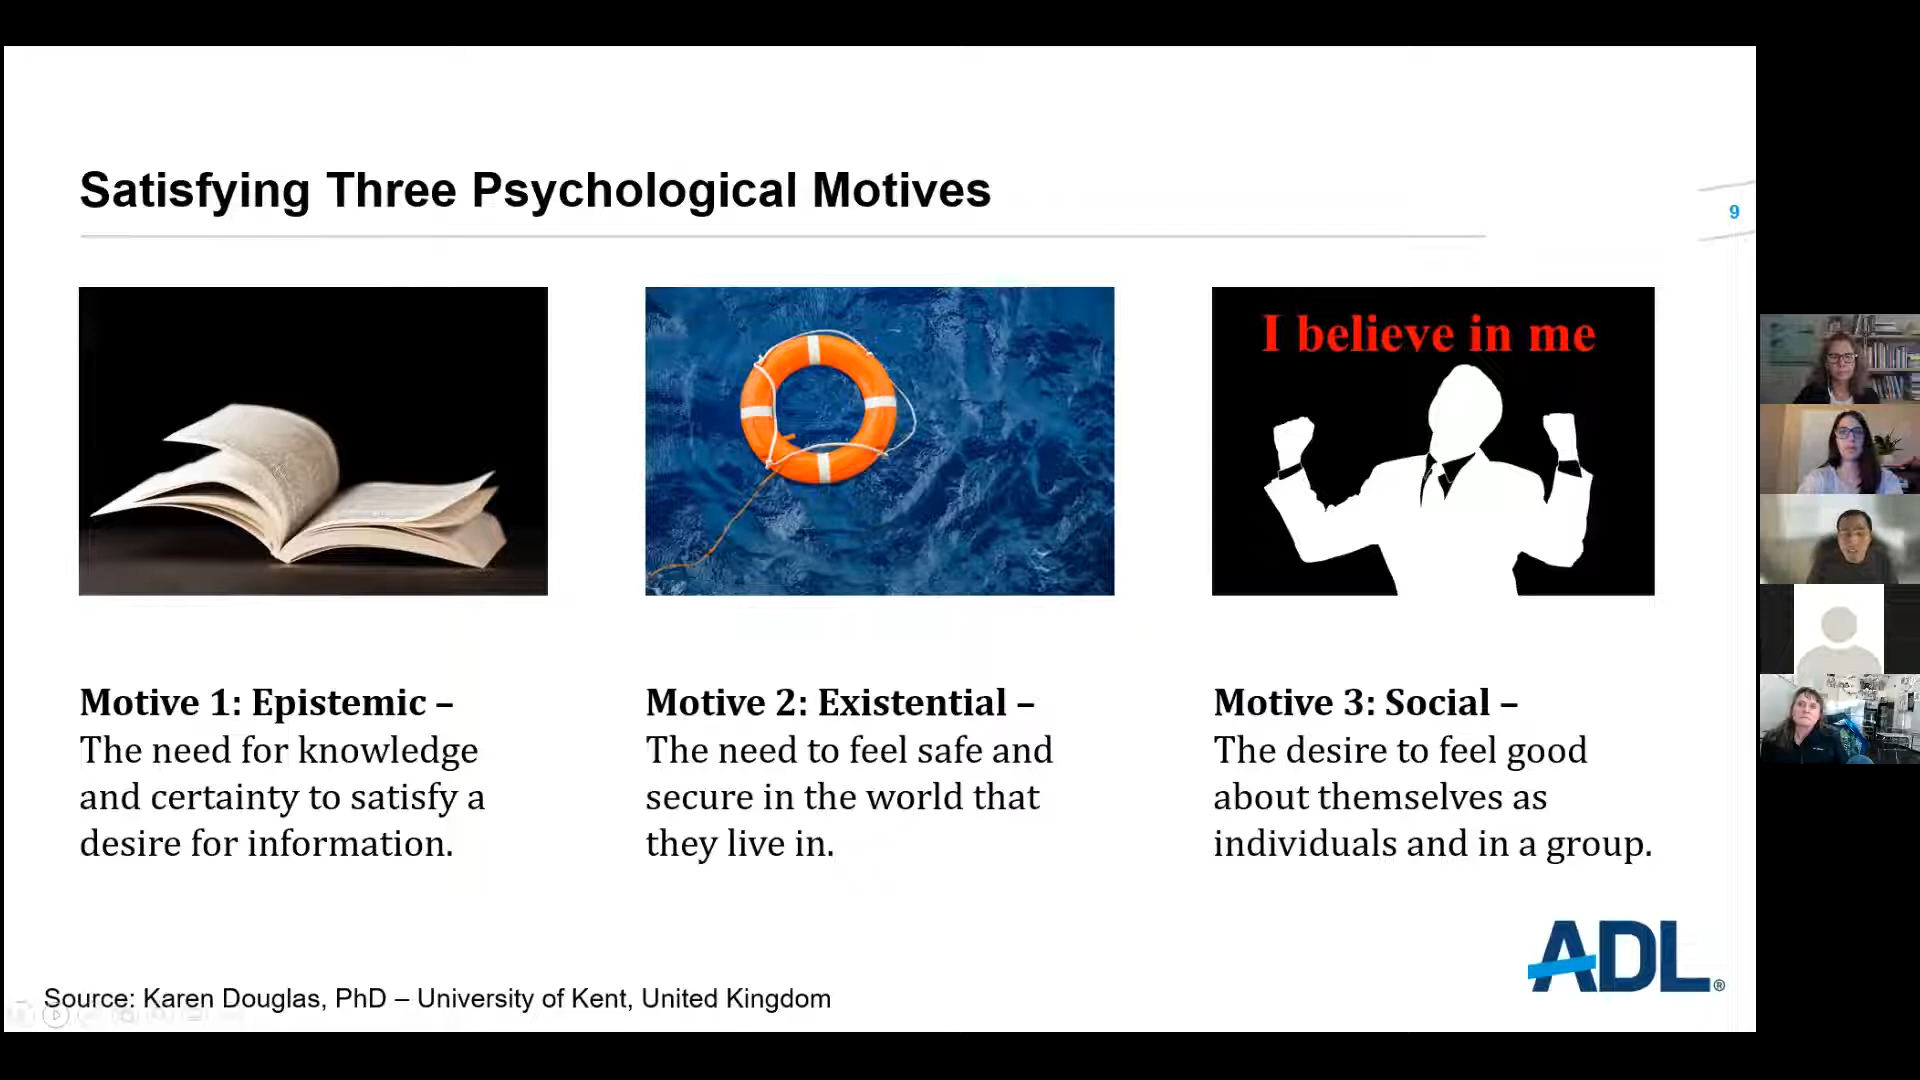 Satisfying Three Psychological Motives
9
I believe in me
Motive 1: Epistemic –
The need for knowledge
and certainty to satisfy a
desire for information.
Motive 2: Existential –
The need to feel safe and
secure in the world that
they live in.
Motive 3: Social –
The desire to feel good
about themselves as
individuals and in a group.
ADL®
Source: Karen Douglas, PhD – University of Kent, United Kingdom